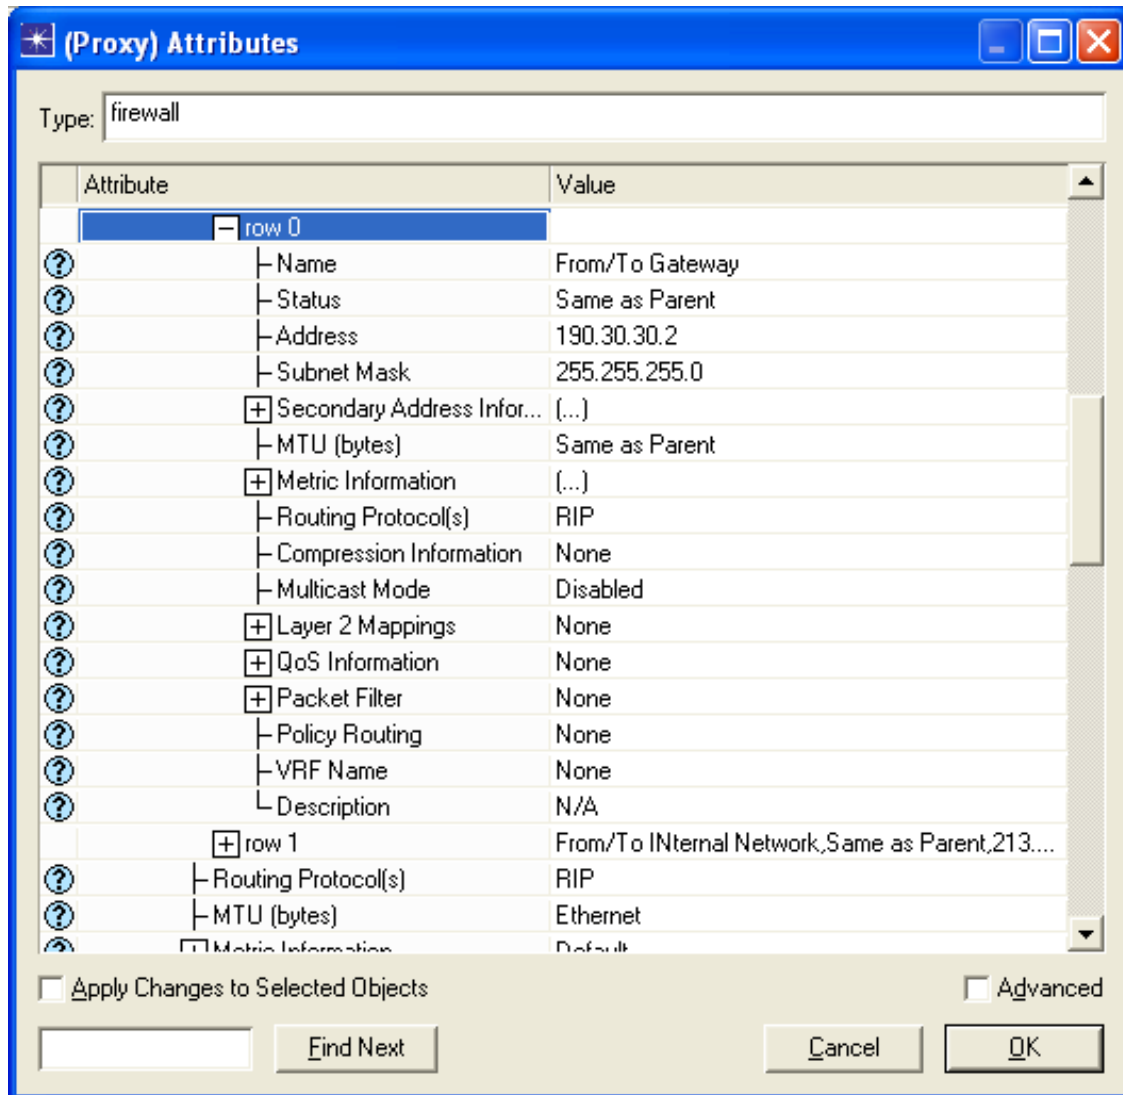 (Proxy) Attributes
Type: firewall
Attribute Value
row 0
Name From/To Gateway
Status Same as Parent
Address 190.30.30.2
Subnet Mask 255.255.255.0
Secondary Address Infor... (...)
MTU (bytes) Same as Parent
Metric Information (...)
Routing Protocol(s) RIP
Compression Information None
Multicast Mode Disabled
Layer 2 Mappings None
QoS Information None
Packet Filter None
Policy Routing None
VRF Name None
Description N/A
row 1 From/To INternal Network,Same as Parent,213....
Routing Protocol(s) RIP
MTU (bytes) Ethernet
Metric Information Default
Apply Changes to Selected Objects Advanced
Find Next Cancel OK